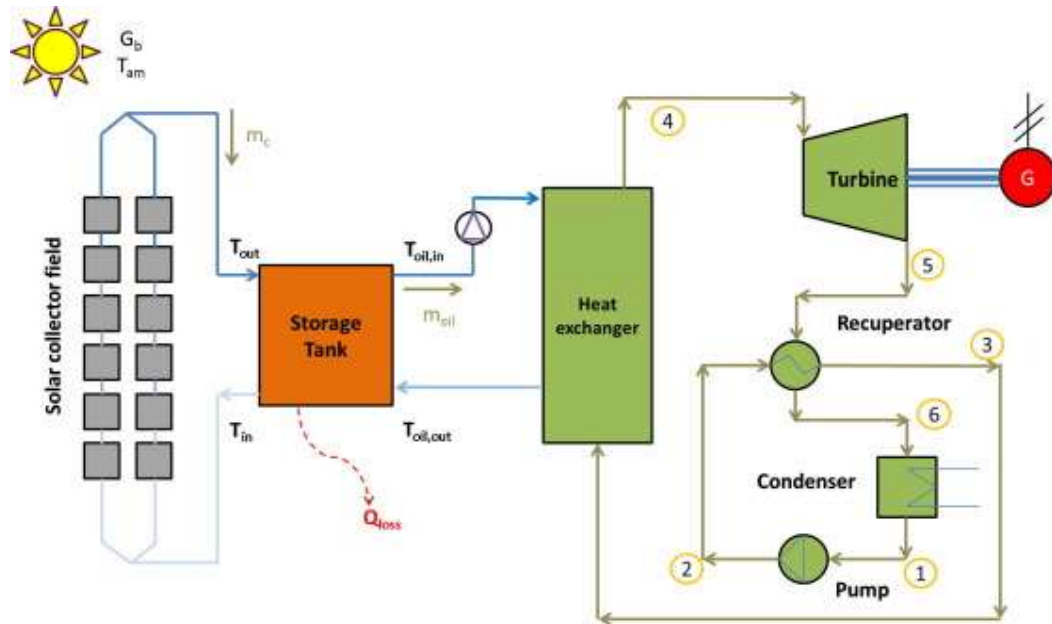 G_b
T_am
m_c
4
Turbine
G
T_out
T_oil,in
5
Solar collector field
Storage
Tank
m_oil
Heat
exchanger
Recuperator
3
T_in
T_oil,out
6
Condenser
Q_loss
2
1
Pump